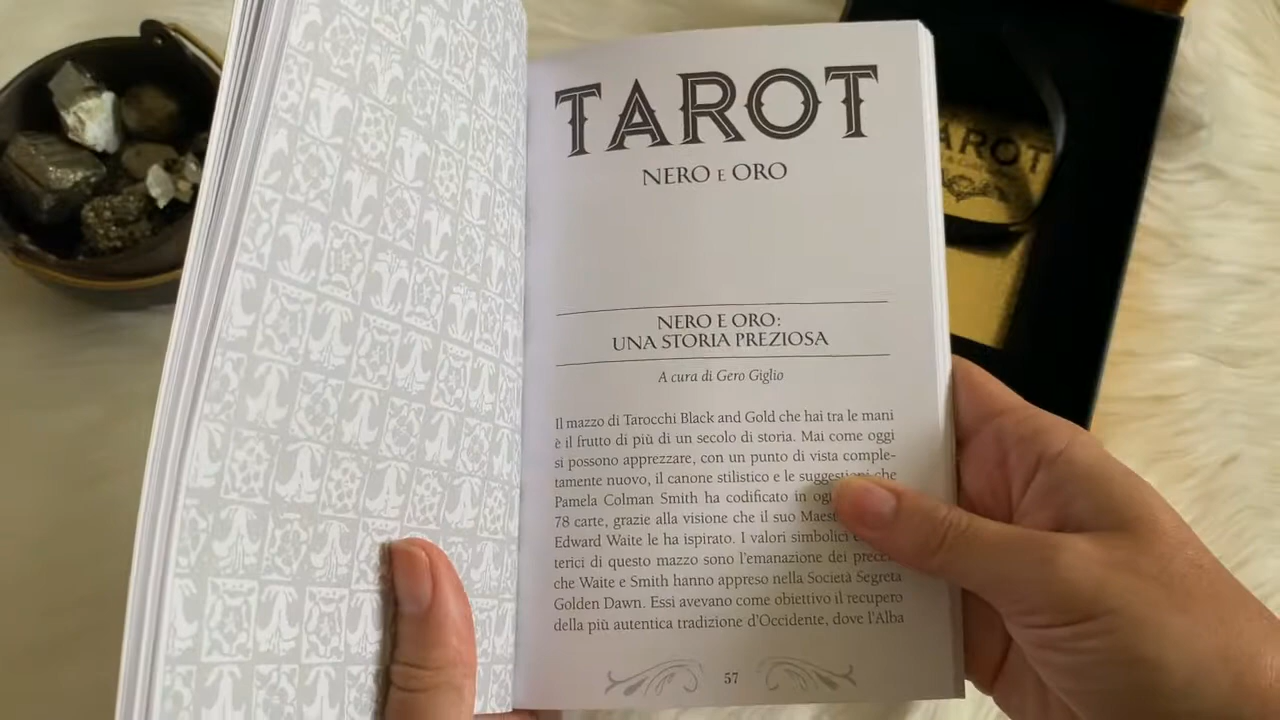 TAROT
NERO E ORO
NERO E ORO:
UNA STORIA PREZIOSA
A cura di Gero Giglio
Il mazzo di Tarocchi Black and Gold che hai tra le mani
è il frutto di più di un secolo di storia. Mai come oggi
si possono apprezzare, con un punto di vista comple-
tamente nuovo, il canone stilistico e le suggestioni che
Pamela Colman Smith ha codificato in
78 carte, grazie alla visione che il suo
Edward Waite le ha ispirato. I valori simbolici
terici di questo mazzo sono l'emanazione dei
che Waite e Smith hanno appreso nella Società Segreta
Golden Dawn. Essi avevano come obiettivo il recupero
della più autentica tradizione d'Occidente, dove l'Alba
57
TAROT